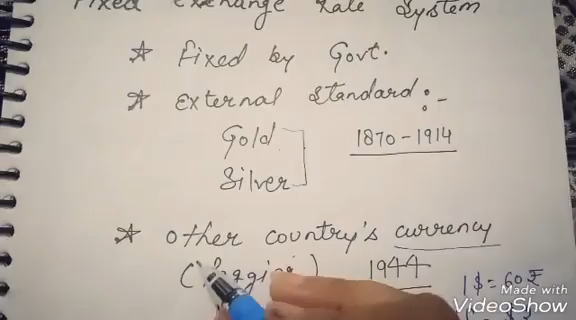 Fixed Exchange Rate System
★ Fixed by Govt.
★ External Standard :-
Gold
Silver
1870-1914
★ other country's currency
1944
1$ = 60 ₹
Made with
VideoShow